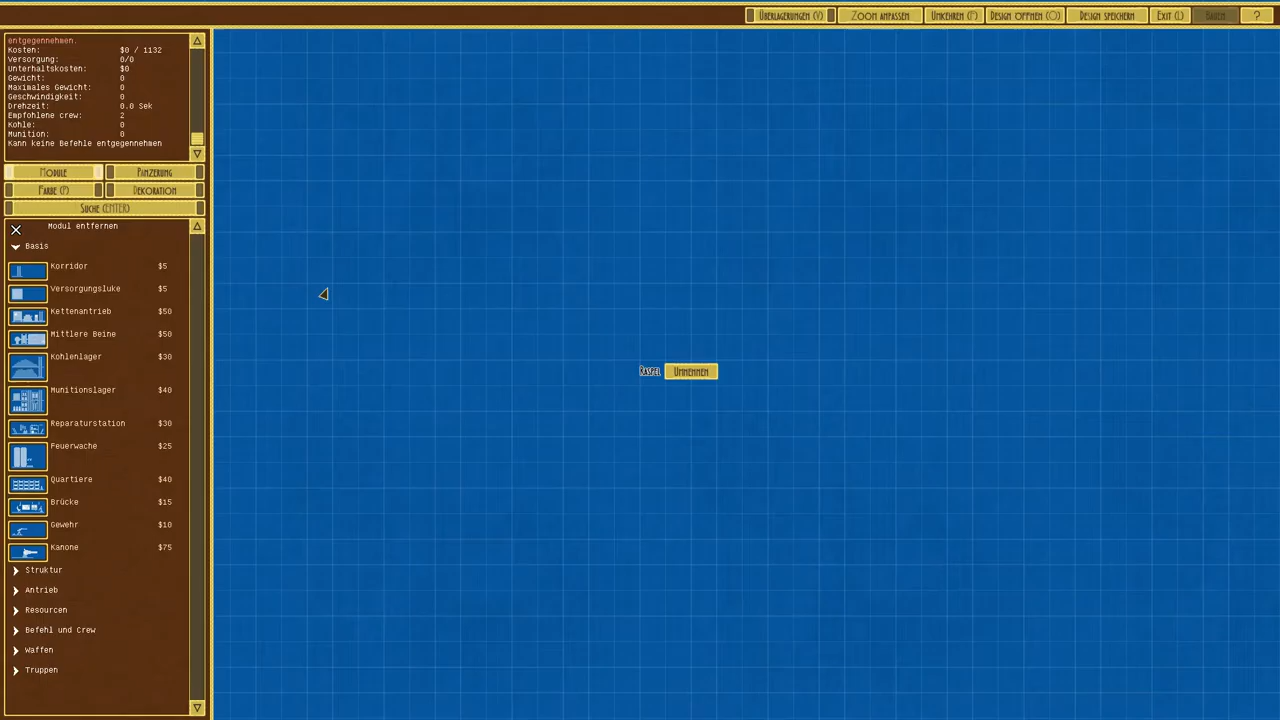 ÜBERLAGERUNGEN (V) ZOOM ANPASSEN UMKEHREN (F) DESIGN ÖFFNEN (O) DESIGN SPEICHERN EXIT (L) BAUEN ?
entgegennehmen.
Kosten: $0 / 1132
Versorgung: 0/0
Unterhaltskosten: $0
Gewicht: 0
Maximales Gewicht: 0
Geschwindigkeit: 0
Drehzeit: 0.0 Sek
Empfohlene crew: 2
Kohle: 0
Munition: 0
Kann keine Befehle entgegennehmen
MODULE PANZERUNG
FARBE (P) DEKORATION
SUCHE (ENTER)
Modul entfernen
Basis
Korridor $5
Versorgungsluke $5
Kettenantrieb $50
Mittlere Beine $50
Kohlenlager $30
Munitionslager $40
Reparaturstation $30
Feuerwache $25
Quartiere $40
Brücke $15
Gewehr $10
Kanone $75
Struktur
Antrieb
Resourcen
Befehl und Crew
Waffen
Truppen
RASPEL UMNENNEN